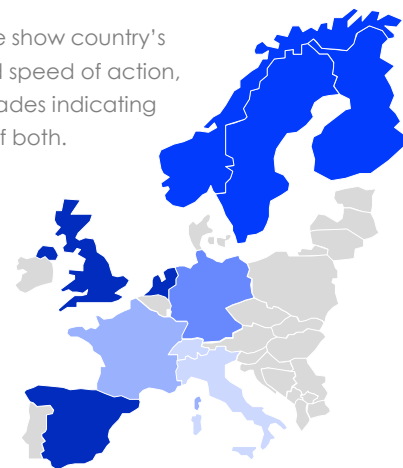 e show country's
speed of action,
ades indicating
f both.